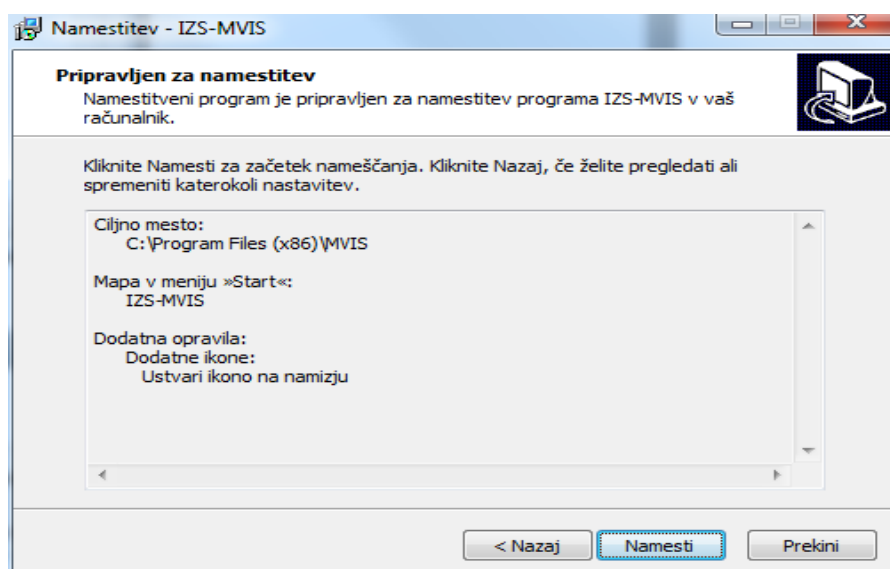 Namestitev - IZS-MVIS
Pripravljen za namestitev
Namestitveni program je pripravljen za namestitev programa IZS-MVIS v vaš
računalnik.
Kliknite Namesti za začetek nameščanja. Kliknite Nazaj, če želite pregledati ali
spremeniti katerokoli nastavitev.
Ciljno mesto:
C:\Program Files (x86)\MVIS
Mapa v meniju »Start«:
IZS-MVIS
Dodatna opravila:
Dodatne ikone:
Ustvari ikono na namizju
< Nazaj
Namesti
Prekini